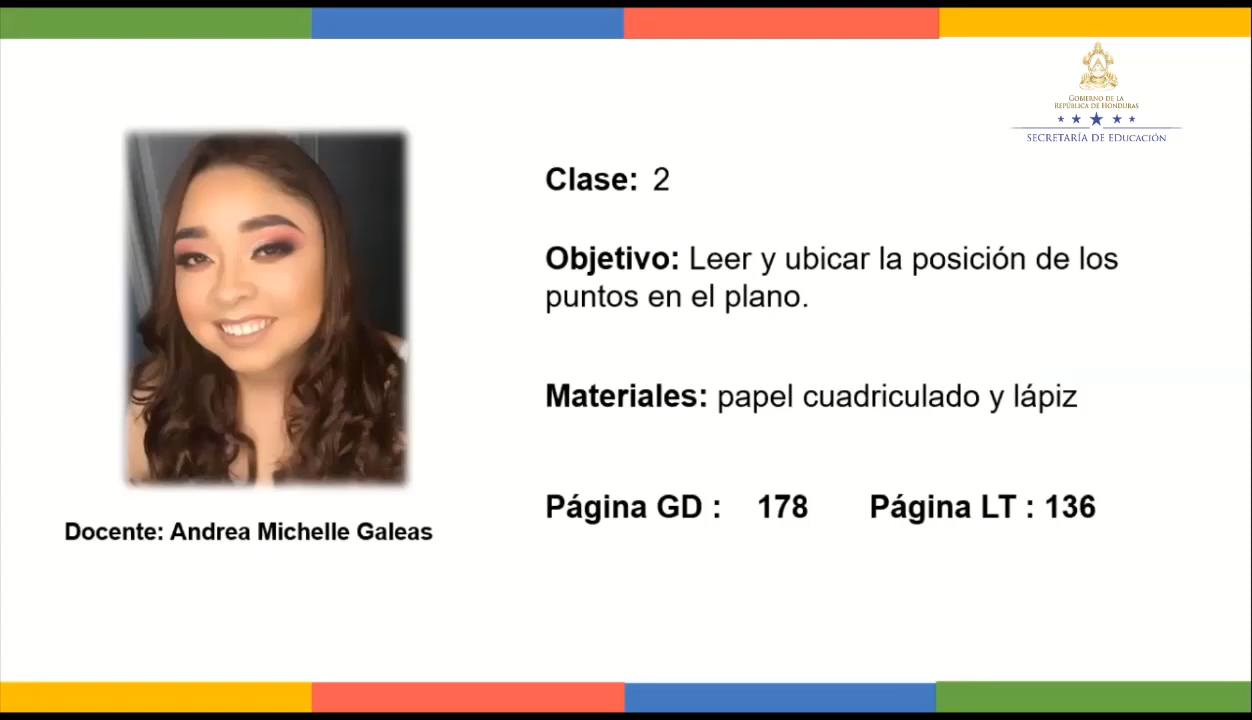 GOBIERNO DE LA
REPÚBLICA DE HONDURAS
SECRETARÍA DE EDUCACIÓN
Clase: 2
Objetivo: Leer y ubicar la posición de los
puntos en el plano.
Materiales: papel cuadriculado y lápiz
Página GD : 178 Página LT : 136
Docente: Andrea Michelle Galeas